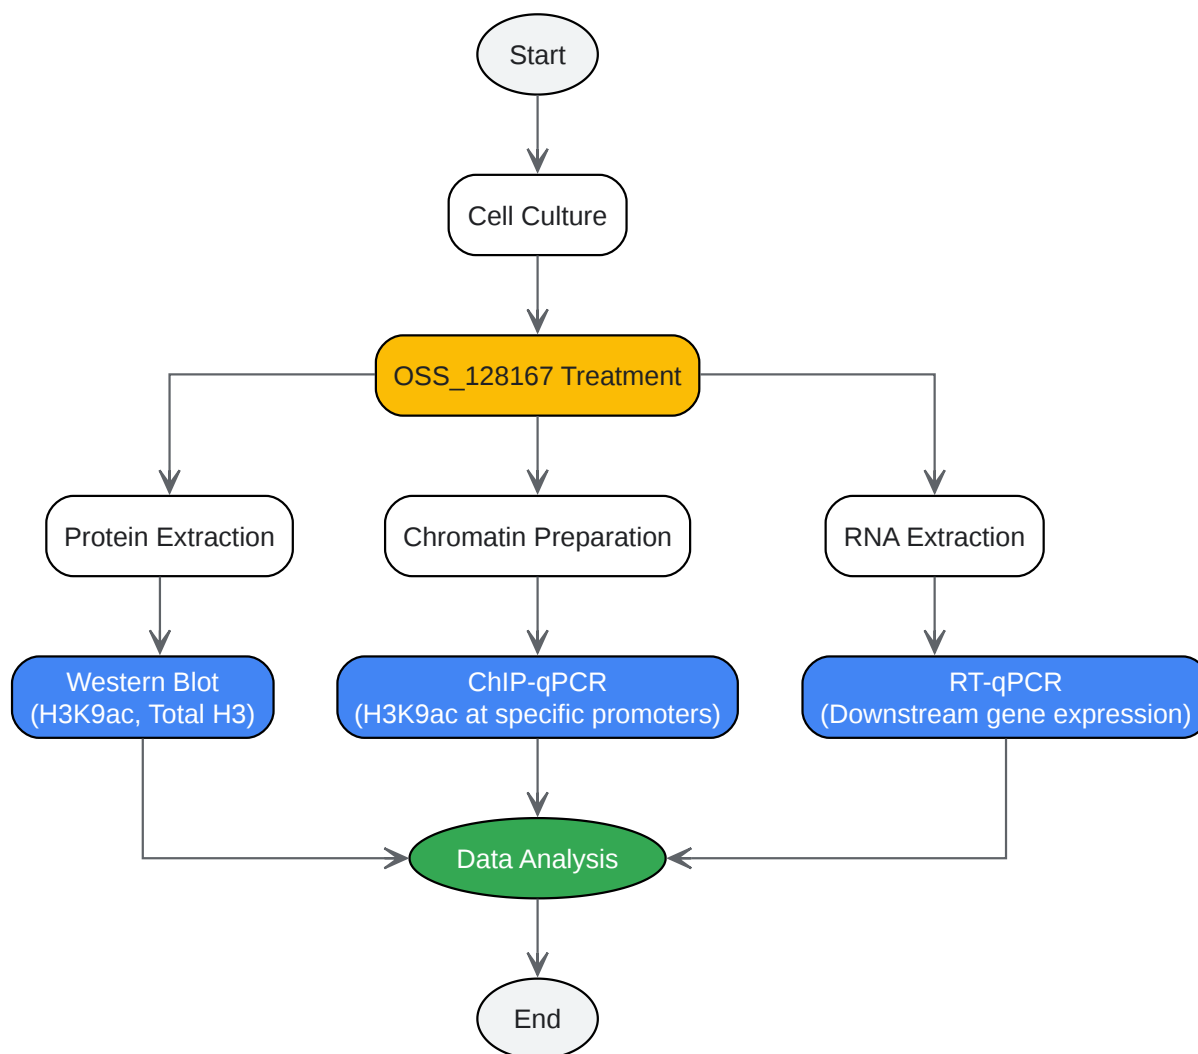 Start
Cell Culture
OSS_128167 Treatment
Protein Extraction
Chromatin Preparation
RNA Extraction
Western Blot
(H3K9ac, Total H3)
ChIP-qPCR
(H3K9ac at specific promoters)
RT-qPCR
(Downstream gene expression)
Data Analysis
End